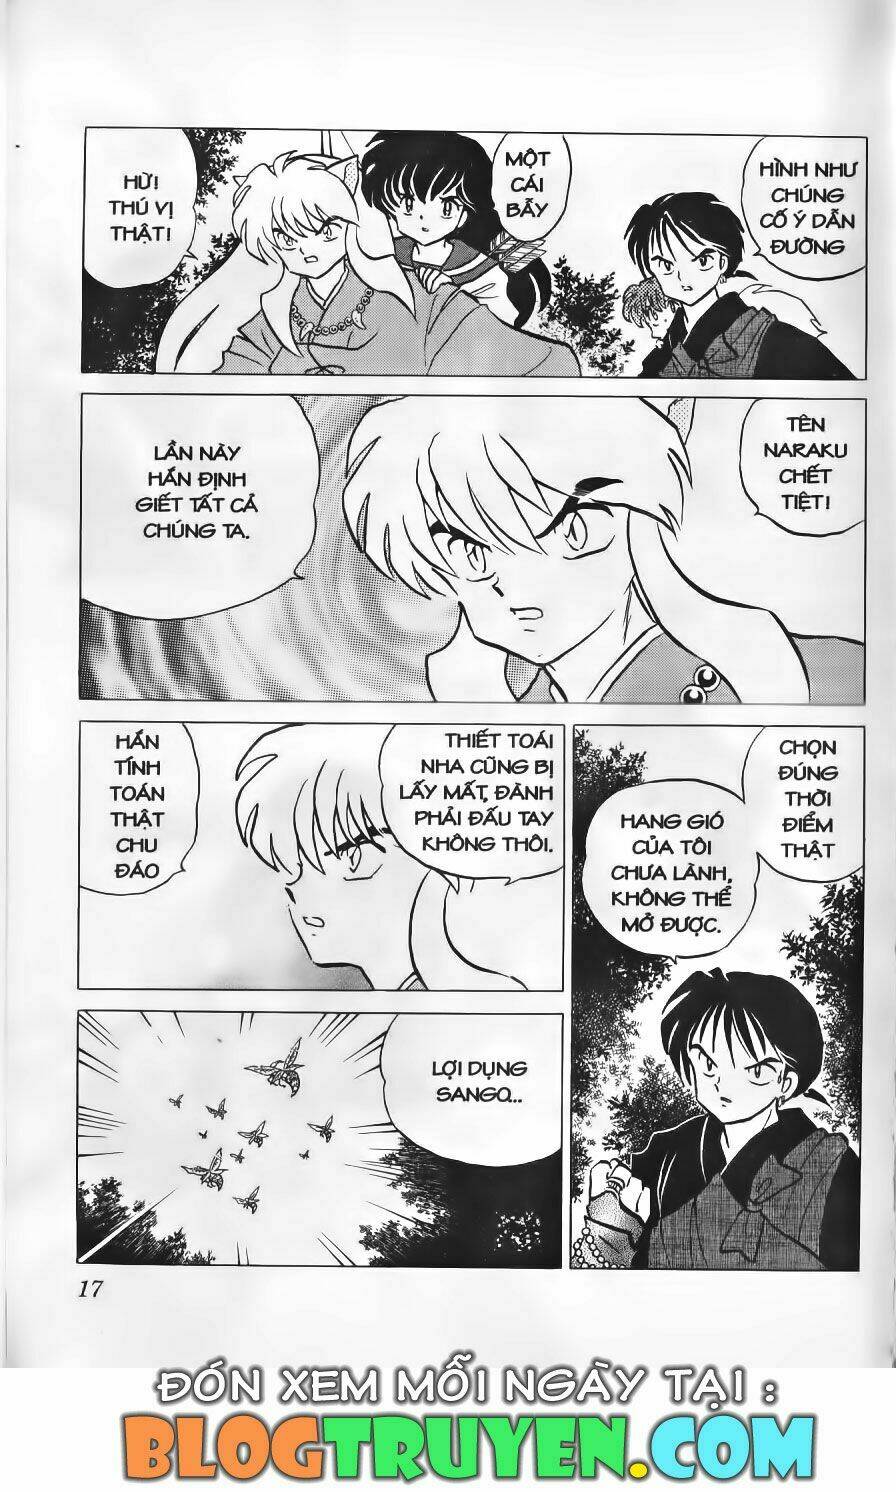 HÌNH NHƯ
CHÚNG
CỐ Ý DẪN
ĐƯỜNG
MỘT
CÁI
BẪY
HỪ!
THÚ VỊ
THẬT!
TÊN
NARAKU
CHẾT
TIỆT!
LẦN NÀY
HẮN ĐỊNH
GIẾT TẤT CẢ
CHÚNG TA.
CHỌN
ĐÚNG
THỜI
ĐIỂM
THẬT
HANG GIÓ
CỦA TÔI
CHƯA LÀNH,
KHÔNG THỂ
MỞ ĐƯỢC.
THIẾT TOÁI
NHA CŨNG BỊ
LẤY MẤT, ĐÀNH
PHẢI ĐẤU TAY
KHÔNG THÔI.
HẮN
TÍNH
TOÁN
THẬT
CHU
ĐÁO
LỢI DỤNG
SANGO...
17
ĐÓN XEM MỖI NGÀY TẠI :
BLOGTRUYEN.COM